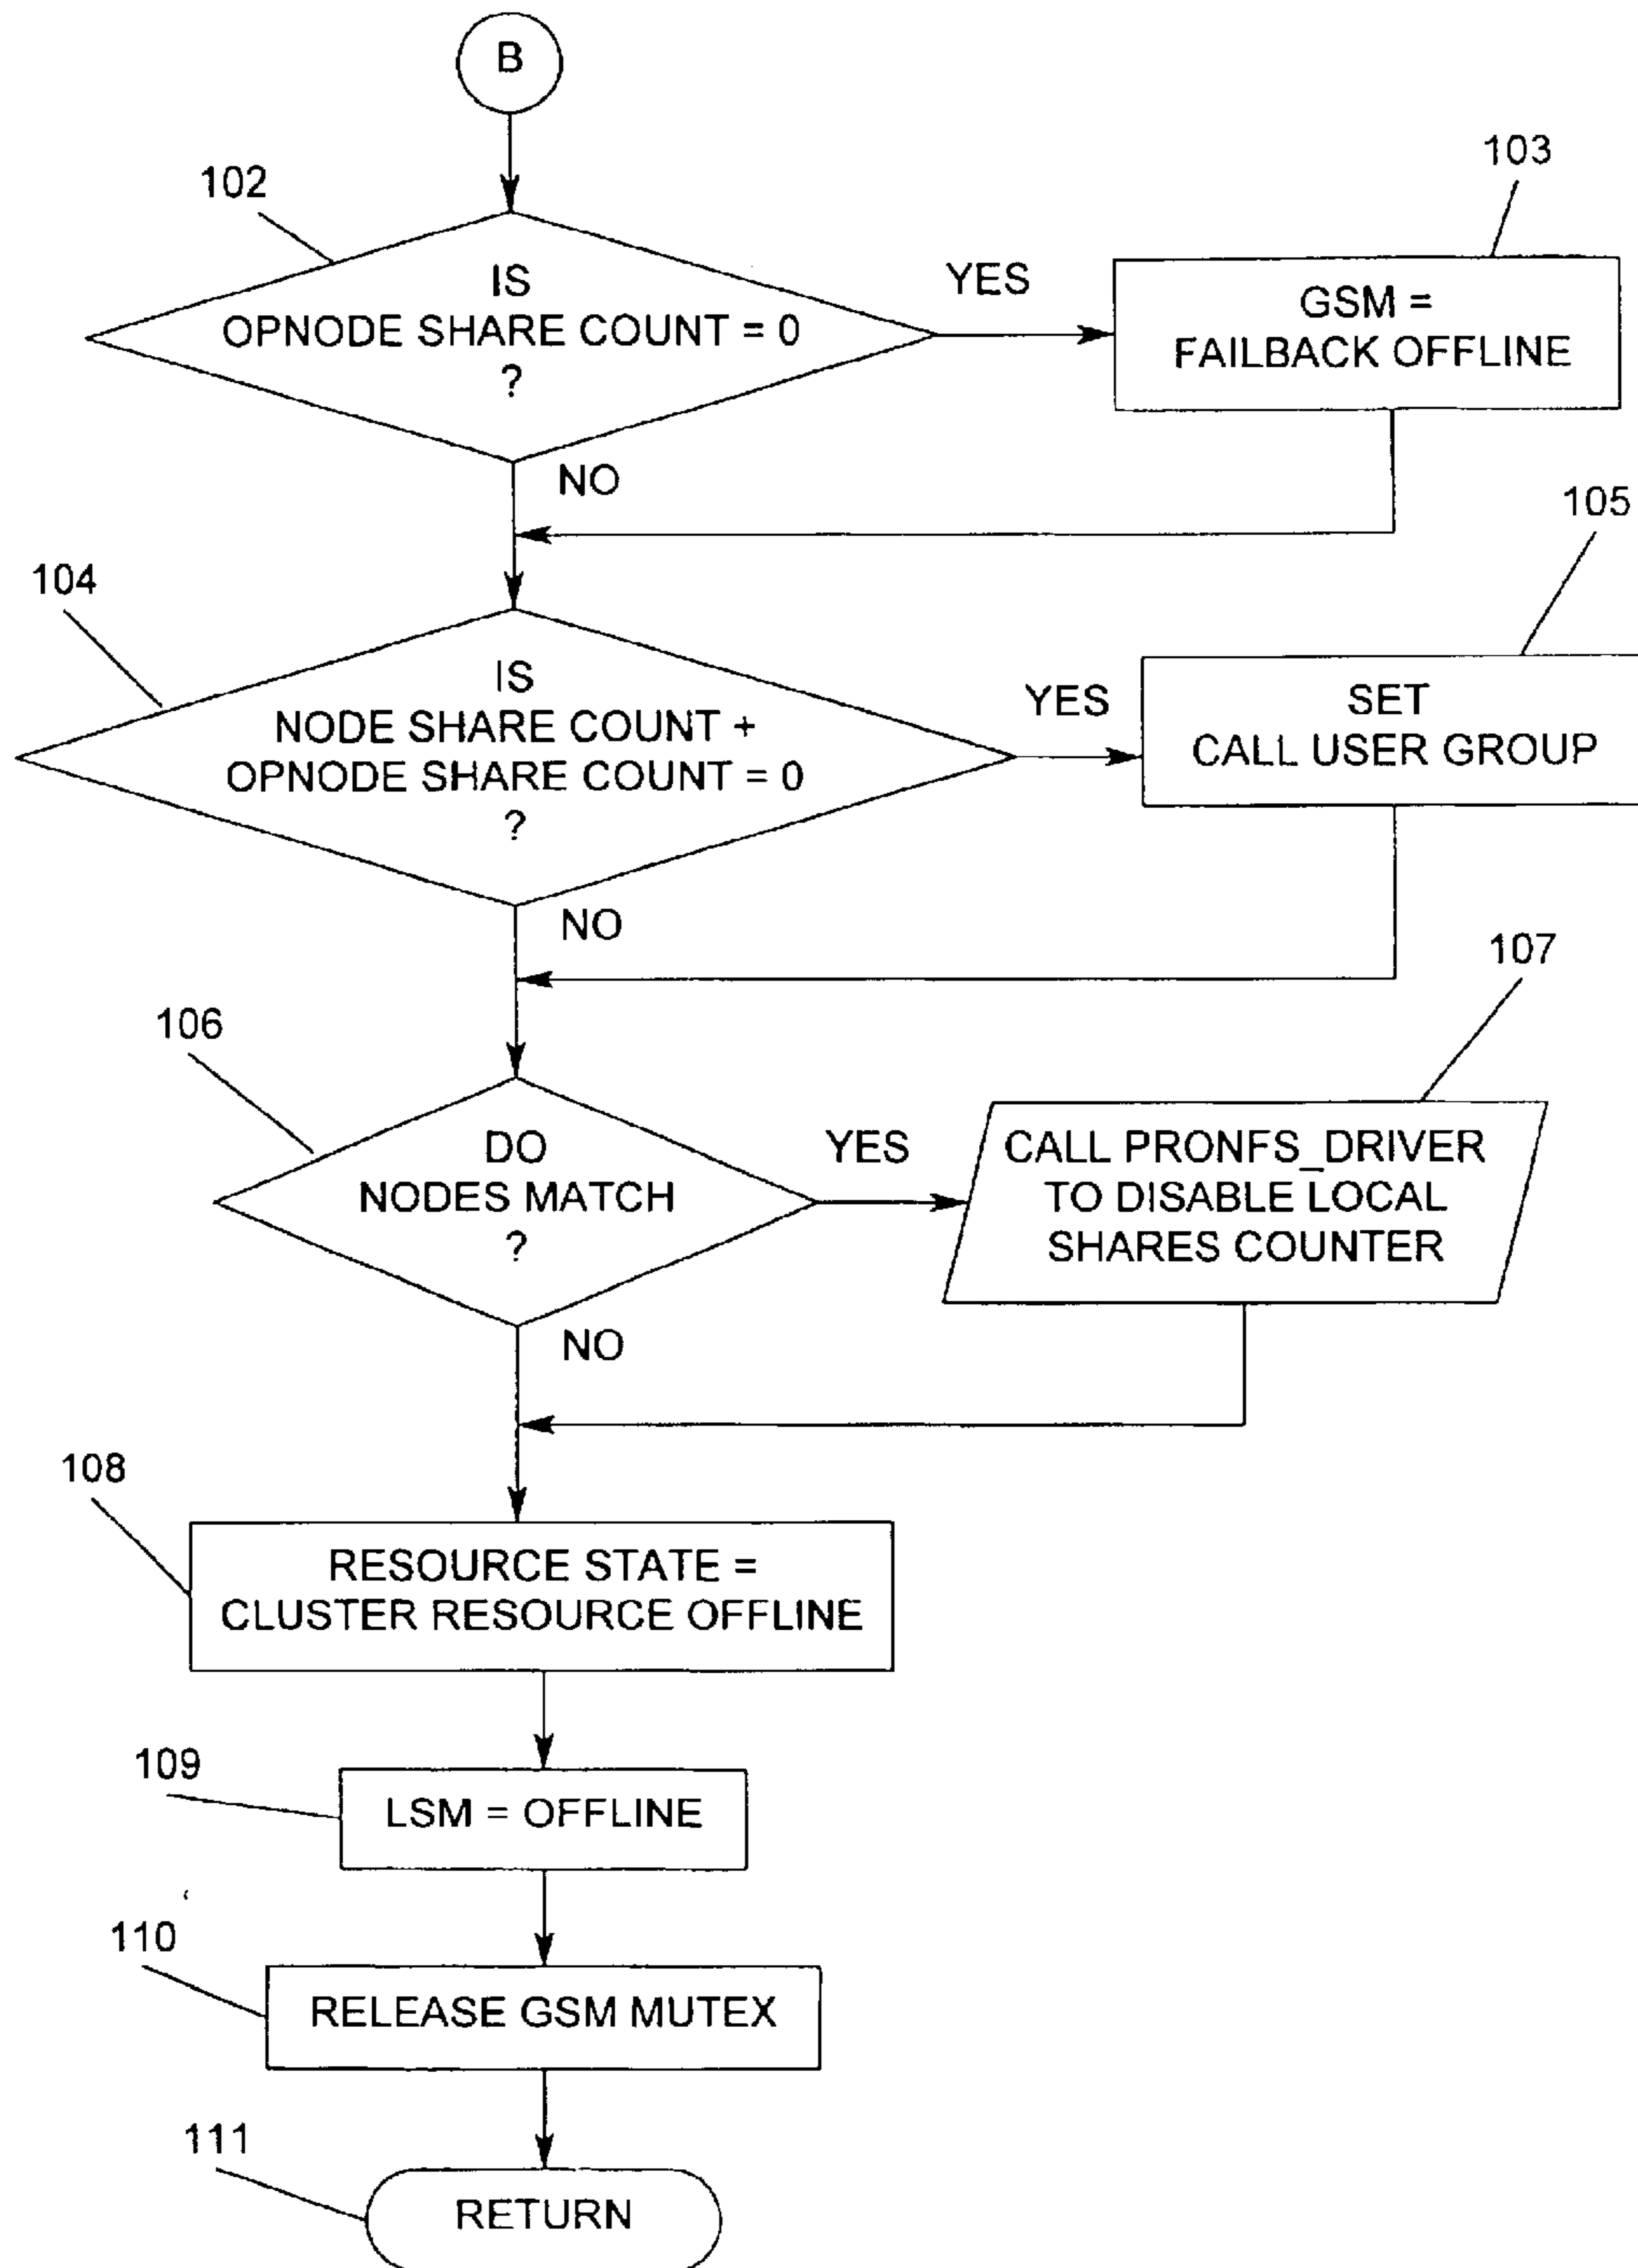 B
102
103
IS
OPNODE SHARE COUNT = 0
?
YES
GSM =
FAILBACK OFFLINE
NO
104
105
IS
NODE SHARE COUNT +
OPNODE SHARE COUNT = 0
?
YES
SET
CALL USER GROUP
NO
106
107
DO
NODES MATCH
?
YES
CALL PRONFS_DRIVER
TO DISABLE LOCAL
SHARES COUNTER
NO
108
RESOURCE STATE =
CLUSTER RESOURCE OFFLINE
109
LSM = OFFLINE
110
RELEASE GSM MUTEX
111
RETURN